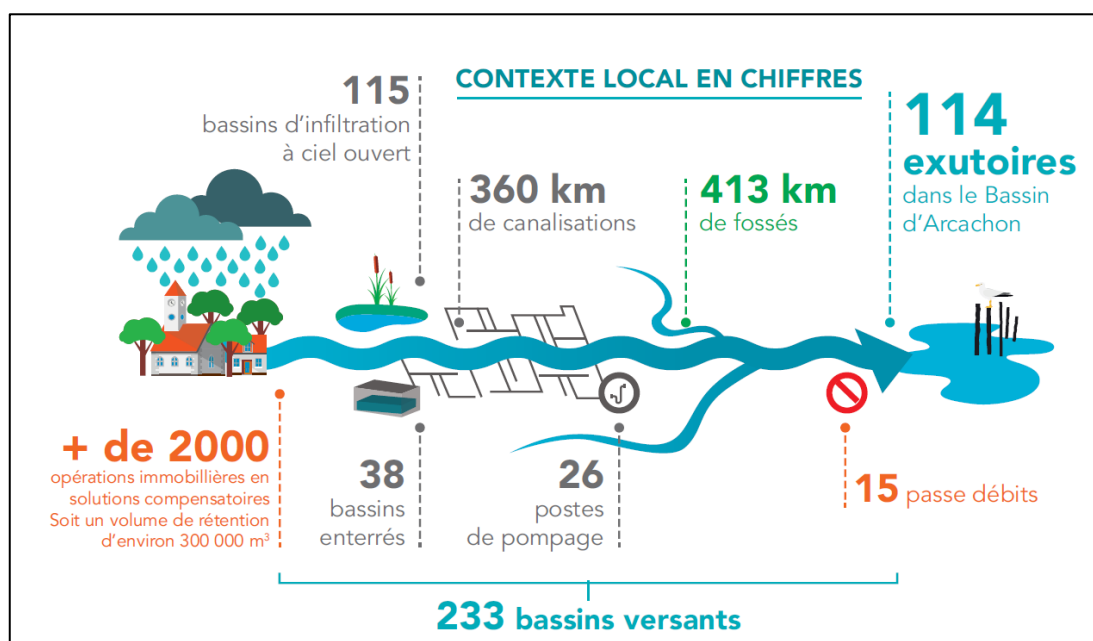 CONTEXTE LOCAL EN CHIFFRES
115
bassins d'infiltration
à ciel ouvert
360 km
de canalisations
413 km
de fossés
114
exutoires
dans le Bassin
d'Arcachon
+ de 2000
opérations immobillières en
solutions compensatoires
Soit un volume de rétention
d'environ 300 000 m³
38
bassins
enterrés
26
postes
de pompage
15 passe débits
233 bassins versants